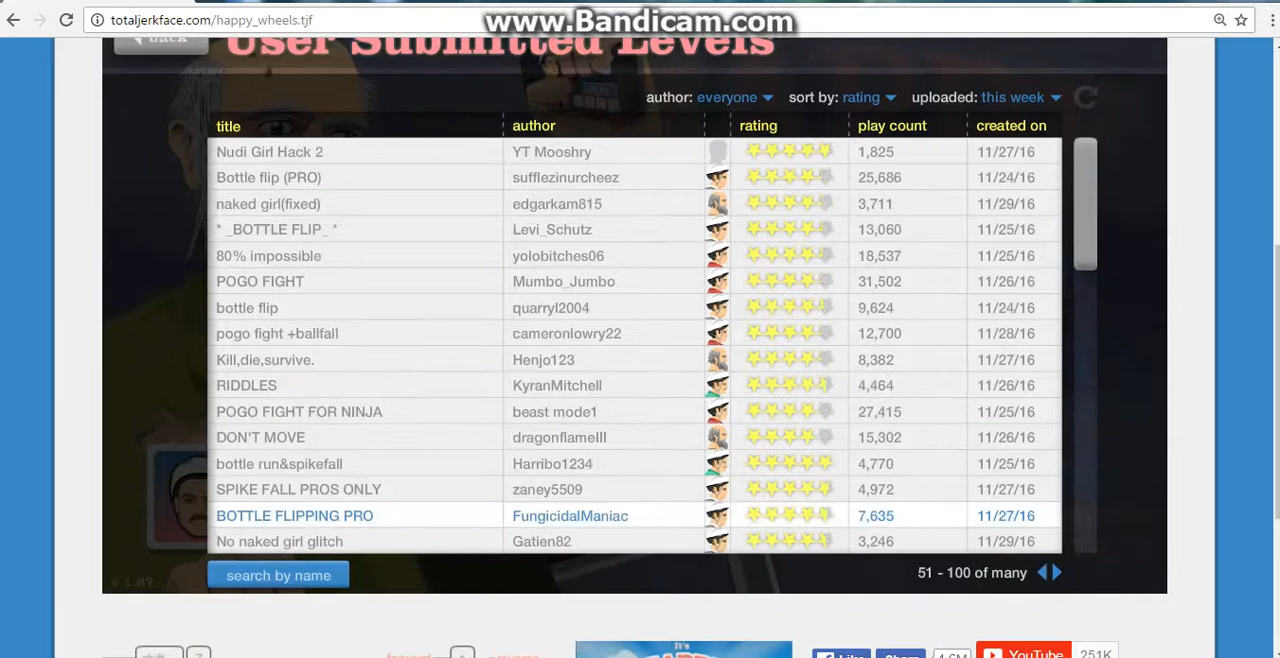 totaljerkface.com/happy_wheels.tjf
www.Bandicam.com
back
User Submitted Levels
author: everyone sort by: rating uploaded: this week
title author rating play count created on
Nudi Girl Hack 2 YT Mooshry 1,825 11/27/16
Bottle flip (PRO) sufflezinurcheez 25,686 11/24/16
naked girl(fixed) edgarkam815 3,711 11/29/16
* _BOTTLE FLIP_ * Levi_Schutz 13,060 11/25/16
80% impossible yolobitches06 18,537 11/25/16
POGO FIGHT Mumbo_Jumbo 31,502 11/26/16
bottle flip quarryl2004 9,624 11/24/16
pogo fight +ballfall cameronlowry22 12,700 11/28/16
Kill,die,survive. Henjo123 8,382 11/27/16
RIDDLES KyranMitchell 4,464 11/26/16
POGO FIGHT FOR NINJA beast mode1 27,415 11/25/16
DON'T MOVE dragonflameIII 15,302 11/26/16
bottle run&spikefall Harribo1234 4,770 11/25/16
SPIKE FALL PROS ONLY zaney5509 4,972 11/27/16
BOTTLE FLIPPING PRO FungicidalManiac 7,635 11/27/16
No naked girl glitch Gatien82 3,246 11/29/16
search by name 51 - 100 of many
v 1.87
It's
Like Share 4.6M YouTube 251K